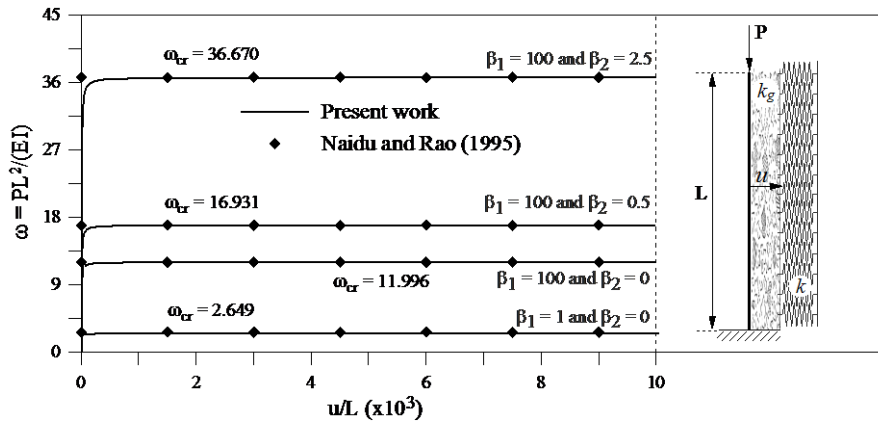 45
36
27
18
9
0
ω = PL²/(EI)
ω_cr = 36.670
β₁ = 100 and β₂ = 2.5
Present work
Naidu and Rao (1995)
ω_cr = 16.931
β₁ = 100 and β₂ = 0.5
ω_cr = 11.996
β₁ = 100 and β₂ = 0
ω_cr = 2.649
β₁ = 1 and β₂ = 0
0 2 4 6 8 10
u/L (x10³)
P
k_g
u
L
k